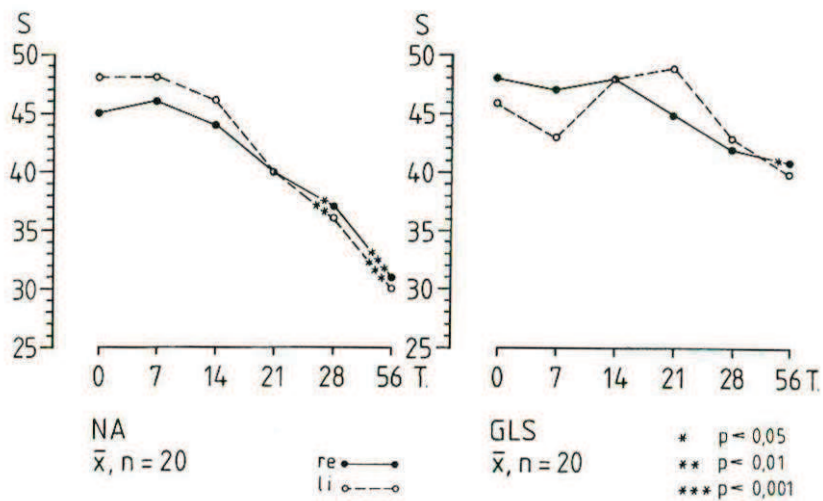 S
50
45
40
35
30
25
0 7 14 21 28 56 T.
NA
x̄, n = 20
re
li
S
50
45
40
35
30
25
0 7 14 21 28 56 T.
GLS
x̄, n = 20
* p < 0,05
** p < 0,01
*** p < 0,001